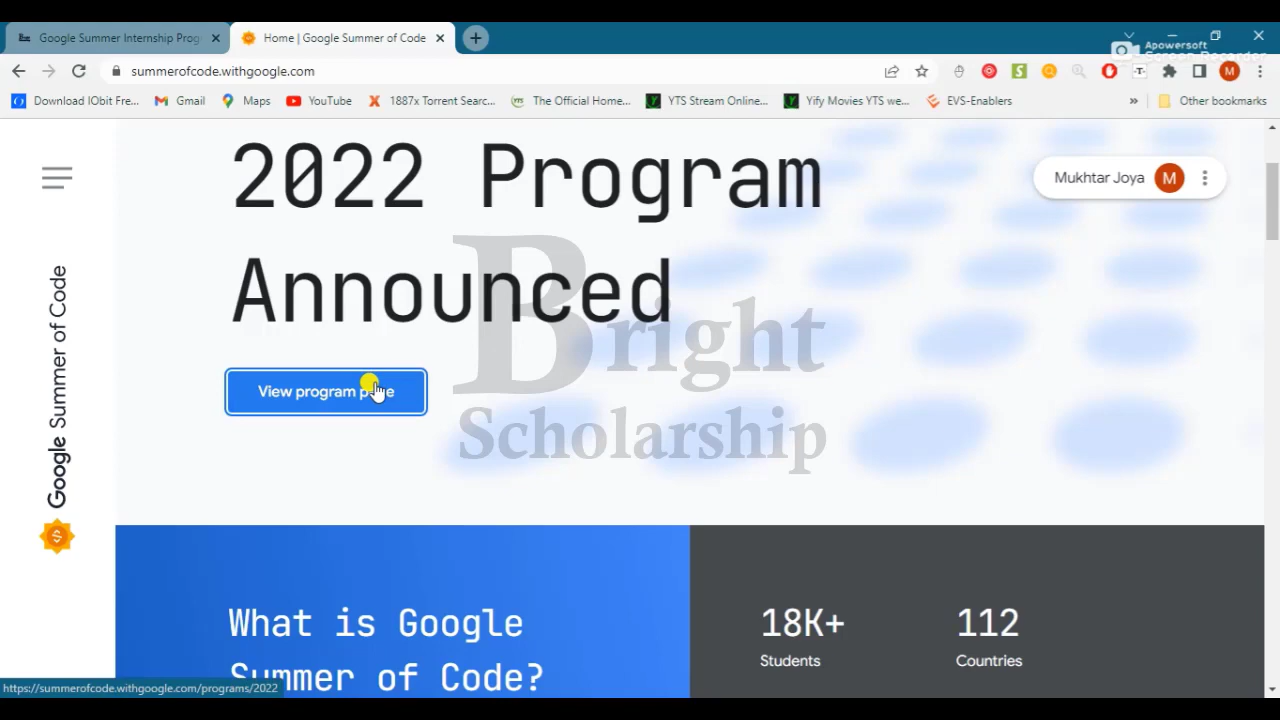 Google Summer Internship Prog
Home | Google Summer of Code
Apowersoft
Screen Recorder
summerofcode.withgoogle.com
M
Download IObit Fre...
Gmail
Maps
YouTube
1887x Torrent Searc...
The Official Home...
YTS Stream Online...
Yify Movies YTS we...
EVS-Enablers
»
Other bookmarks
2022 Program
Announced
Mukhtar Joya
M
View program
Bright
Scholarship
Google Summer of Code
What is Google
Summer of Code?
18K+
Students
112
Countries
https://summerofcode.withgoogle.com/programs/2022